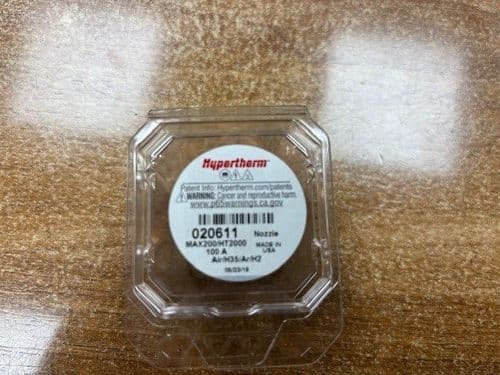 Hypertherm®
Patent Info: Hypertherm.com/patents
⚠WARNING: Cancer and reproductive harm.
www.p65warnings.ca.gov
020611 Nozzle
MAX200/HT2000 MADE IN
100 A USA
Air/H35/Ar/H2